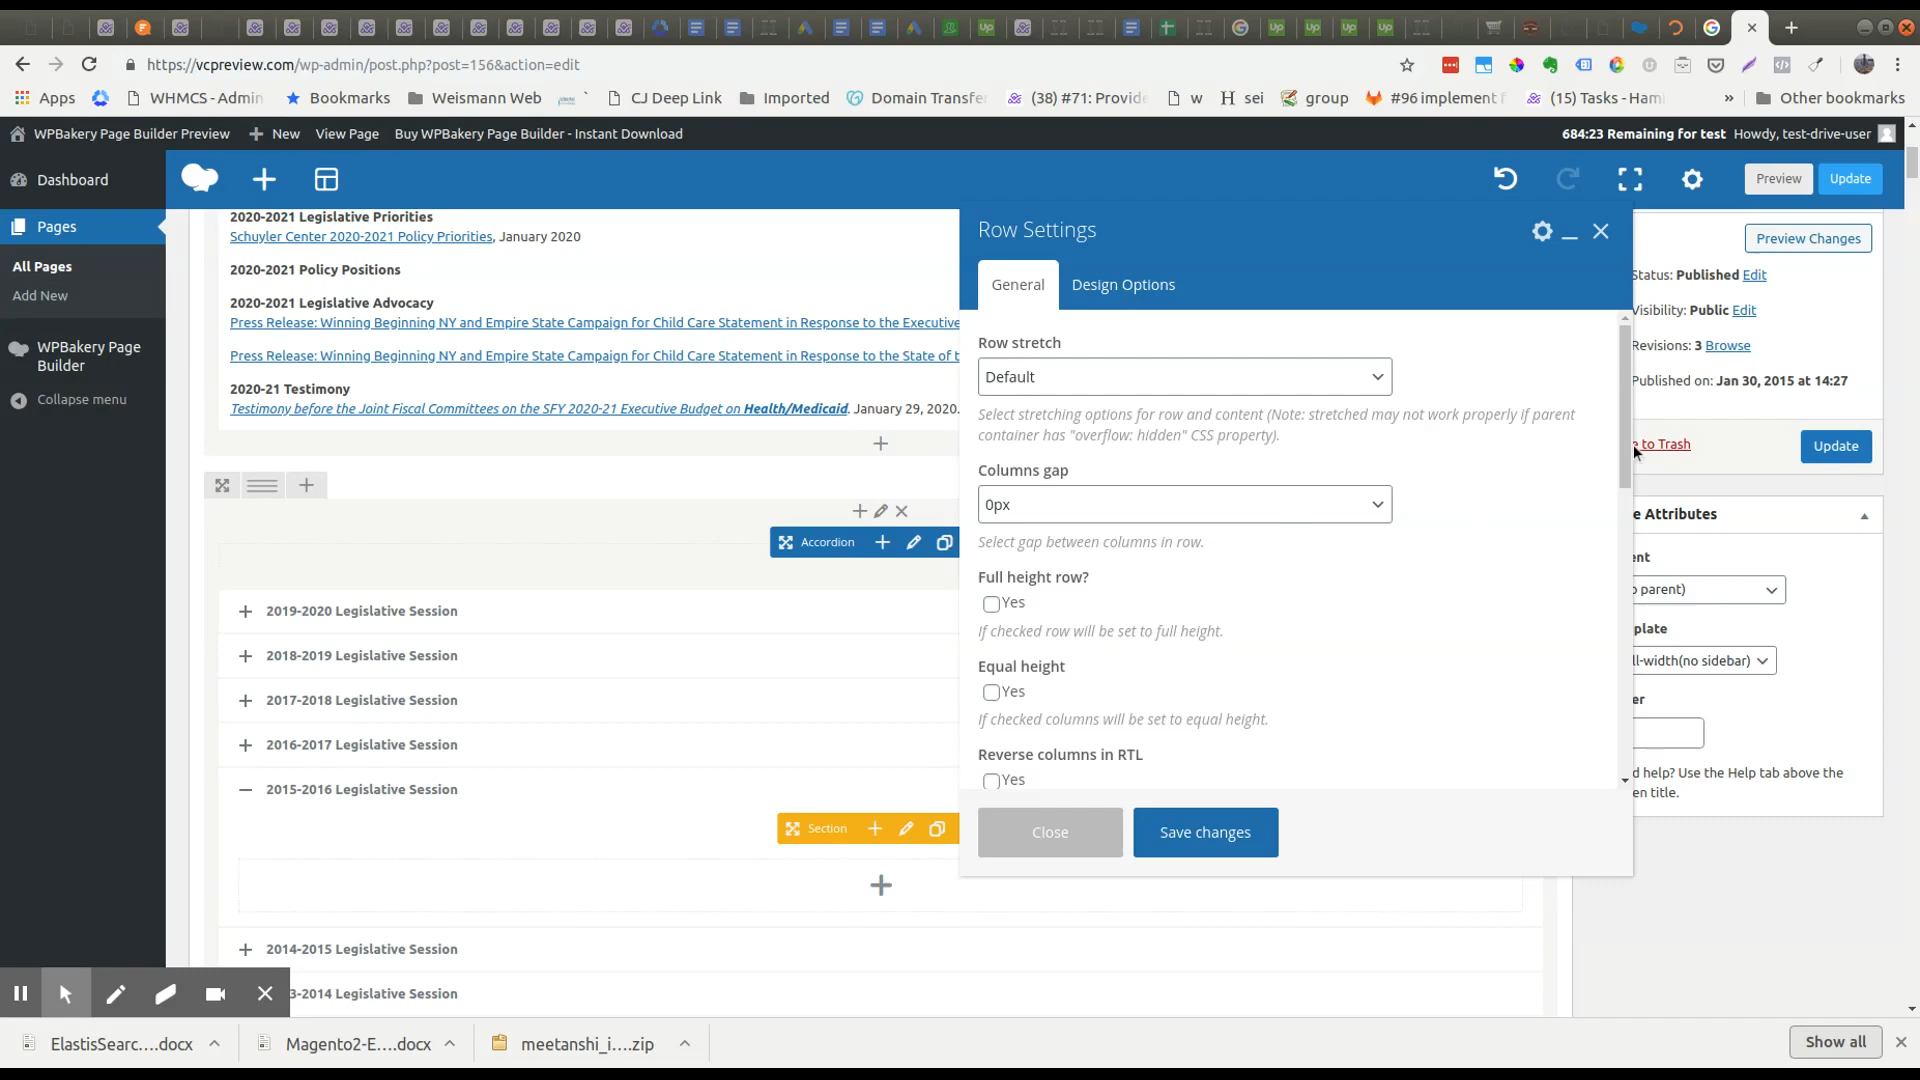 https://vcpreview.com/wp-admin/post.php?post=156&action=edit
Apps
WHMCS - Admin
Bookmarks
Weismann Web
CJ Deep Link
Imported
Domain Transfe
(38) #71: Provid
w
sei
group
#96 implement f
(15) Tasks - Ham
»
Other bookmarks
WPBakery Page Builder Preview
New
View Page
Buy WPBakery Page Builder - Instant Download
684:23 Remaining for test
Howdy, test-drive-user
Dashboard
Pages
All Pages
Add New
WPBakery Page
Builder
Collapse menu
Preview
Update
2020-2021 Legislative Priorities
Schuyler Center 2020-2021 Policy Priorities, January 2020
2020-2021 Policy Positions
2020-2021 Legislative Advocacy
Press Release: Winning Beginning NY and Empire State Campaign for Child Care Statement in Response to the Executive
Press Release: Winning Beginning NY and Empire State Campaign for Child Care Statement in Response to the State of t
2020-21 Testimony
Testimony before the Joint Fiscal Committees on the SFY 2020-21 Executive Budget on Health/Medicaid. January 29, 2020.
Accordion
2019-2020 Legislative Session
2018-2019 Legislative Session
2017-2018 Legislative Session
2016-2017 Legislative Session
2015-2016 Legislative Session
Section
2014-2015 Legislative Session
3-2014 Legislative Session
Row Settings
General
Design Options
Row stretch
Default
Select stretching options for row and content (Note: stretched may not work properly if parent
container has "overflow: hidden" CSS property).
Columns gap
0px
Select gap between columns in row.
Full height row?
Yes
If checked row will be set to full height.
Equal height
Yes
If checked columns will be set to equal height.
Reverse columns in RTL
Yes
Close
Save changes
Preview Changes
Status: Published Edit
Visibility: Public Edit
Revisions: 3 Browse
Published on: Jan 30, 2015 at 14:27
e to Trash
Update
e Attributes
ent
o parent)
plate
ll-width(no sidebar)
er
d help? Use the Help tab above the
en title.
ElastisSearc....docx
Magento2-E....docx
meetanshi_i....zip
Show all